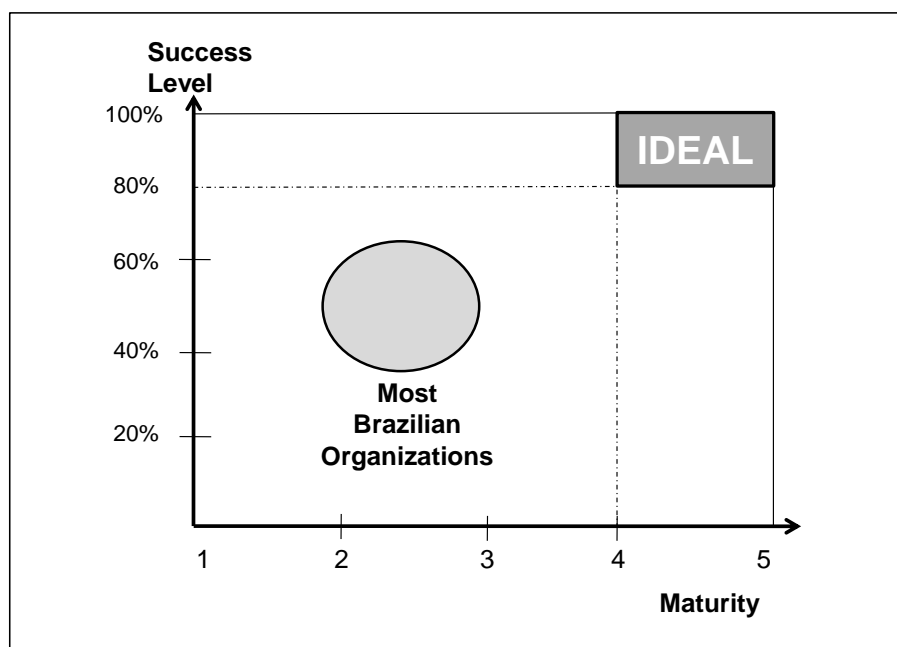 Success
Level
100%
IDEAL
80%
60%
40%
Most
Brazilian
Organizations
20%
1 2 3 4 5
Maturity